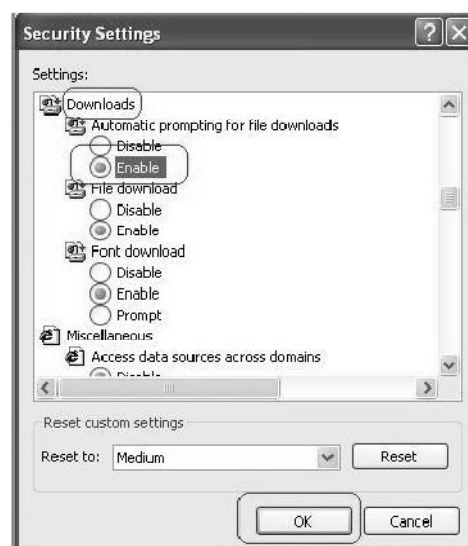 Security Settings
Settings:
Downloads
Automatic prompting for file downloads
Disable
Enable
File download
Disable
Enable
Font download
Disable
Enable
Prompt
Miscellaneous
Access data sources across domains
Disable
Reset custom settings
Reset to: Medium Reset
OK Cancel